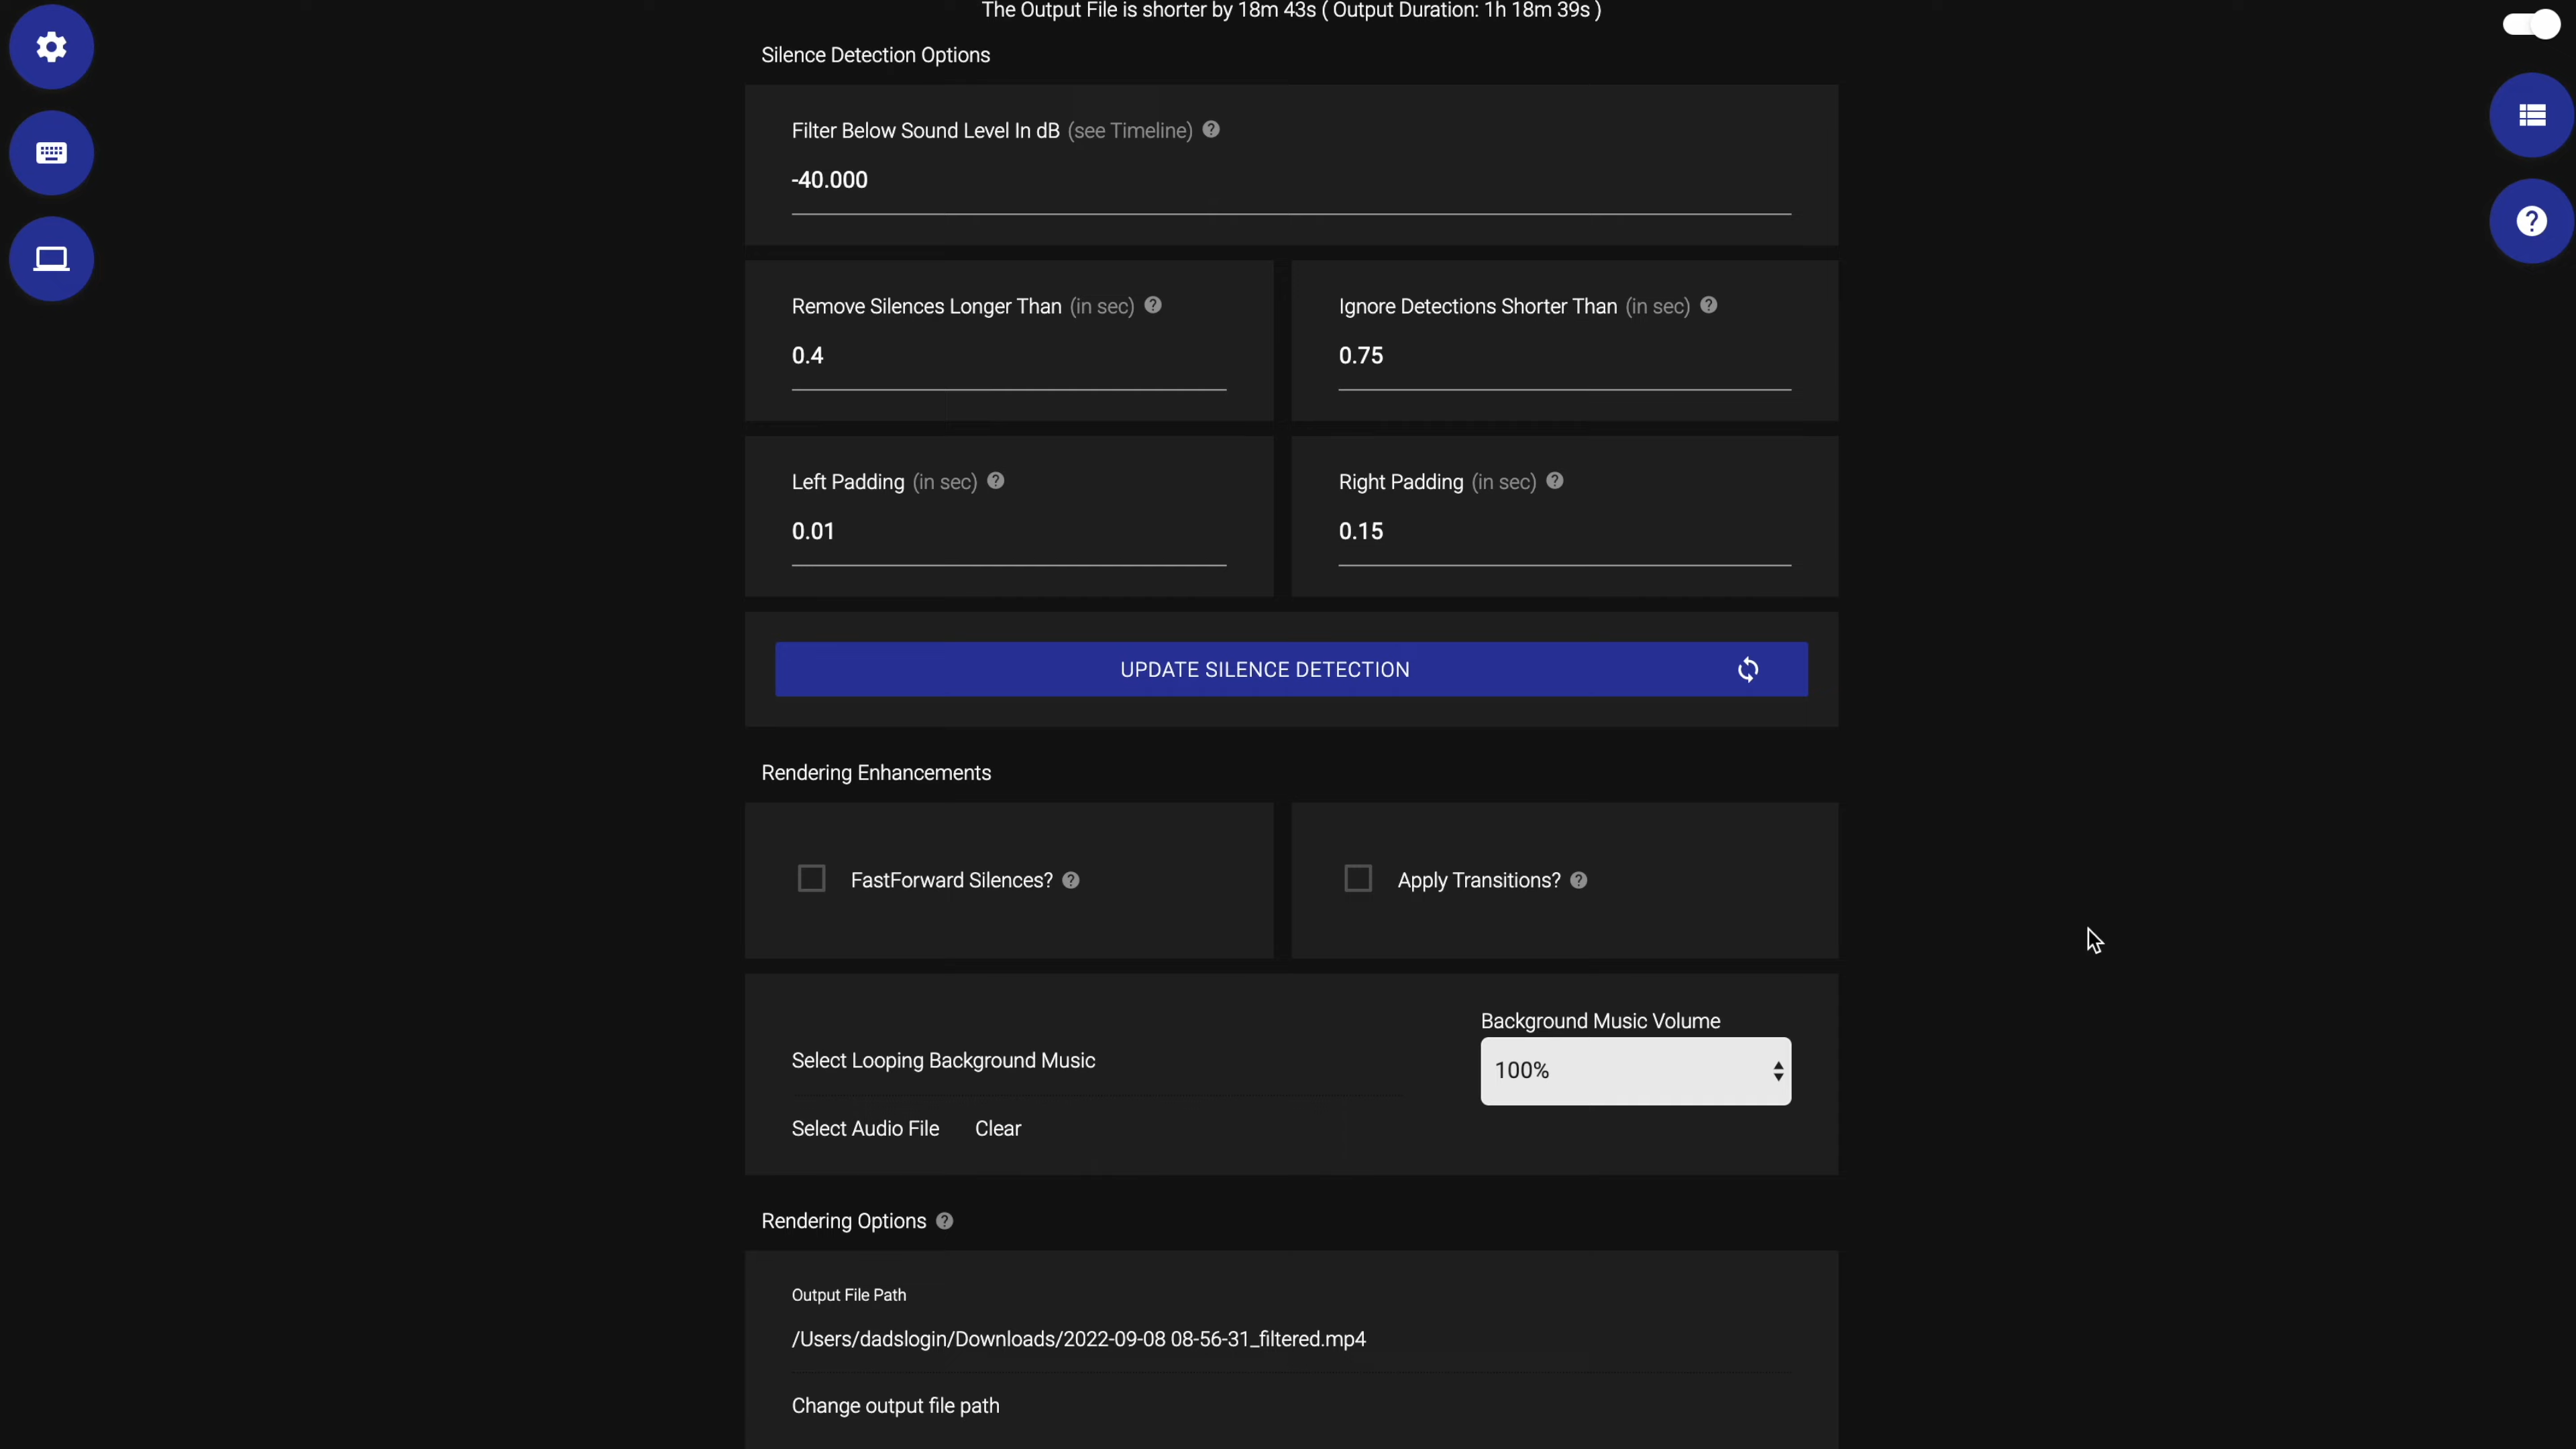 The Output File is shorter by 18m 43s ( Output Duration: 1h 18m 39s )
Silence Detection Options
Filter Below Sound Level In dB (see Timeline)
-40.000
Remove Silences Longer Than (in sec)
0.4
Ignore Detections Shorter Than (in sec)
0.75
Left Padding (in sec)
0.01
Right Padding (in sec)
0.15
UPDATE SILENCE DETECTION
Rendering Enhancements
FastForward Silences?
Apply Transitions?
Select Looping Background Music
Background Music Volume
100%
Select Audio File Clear
Rendering Options
Output File Path
/Users/dadslogin/Downloads/2022-09-08 08-56-31_filtered.mp4
Change output file path